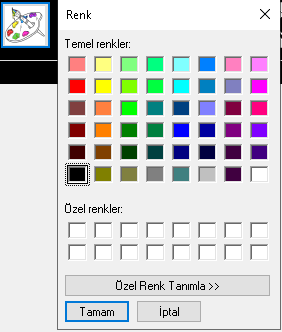 Renk
Temel renkler:
Özel renkler:
Özel Renk Tanımla >>
Tamam
İptal